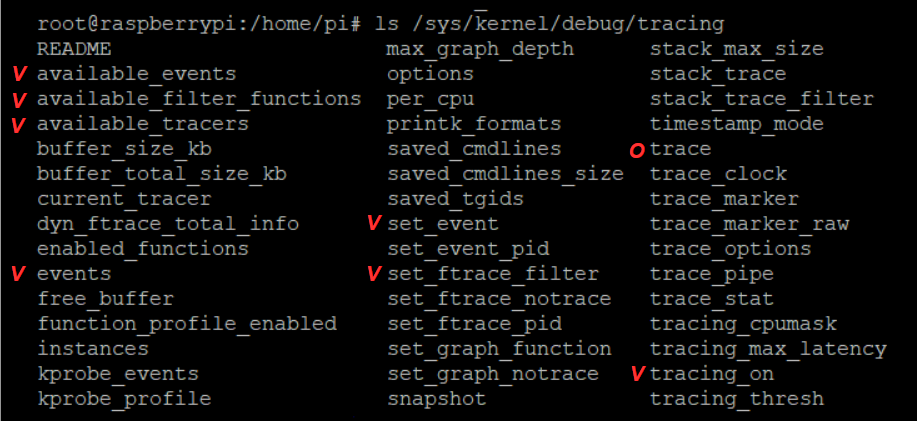 root@raspberrypi:/home/pi# ls /sys/kernel/debug/tracing
README max_graph_depth stack_max_size
V available_events options stack_trace
V available_filter_functions per_cpu stack_trace_filter
V available_tracers printk_formats timestamp_mode
buffer_size_kb saved_cmdlines O trace
buffer_total_size_kb saved_cmdlines_size trace_clock
current_tracer saved_tgids trace_marker
dyn_ftrace_total_info V set_event trace_marker_raw
enabled_functions set_event_pid trace_options
V events V set_ftrace_filter trace_pipe
free_buffer set_ftrace_notrace trace_stat
function_profile_enabled set_ftrace_pid tracing_cpumask
instances set_graph_function tracing_max_latency
kprobe_events set_graph_notrace V tracing_on
kprobe_profile snapshot tracing_thresh